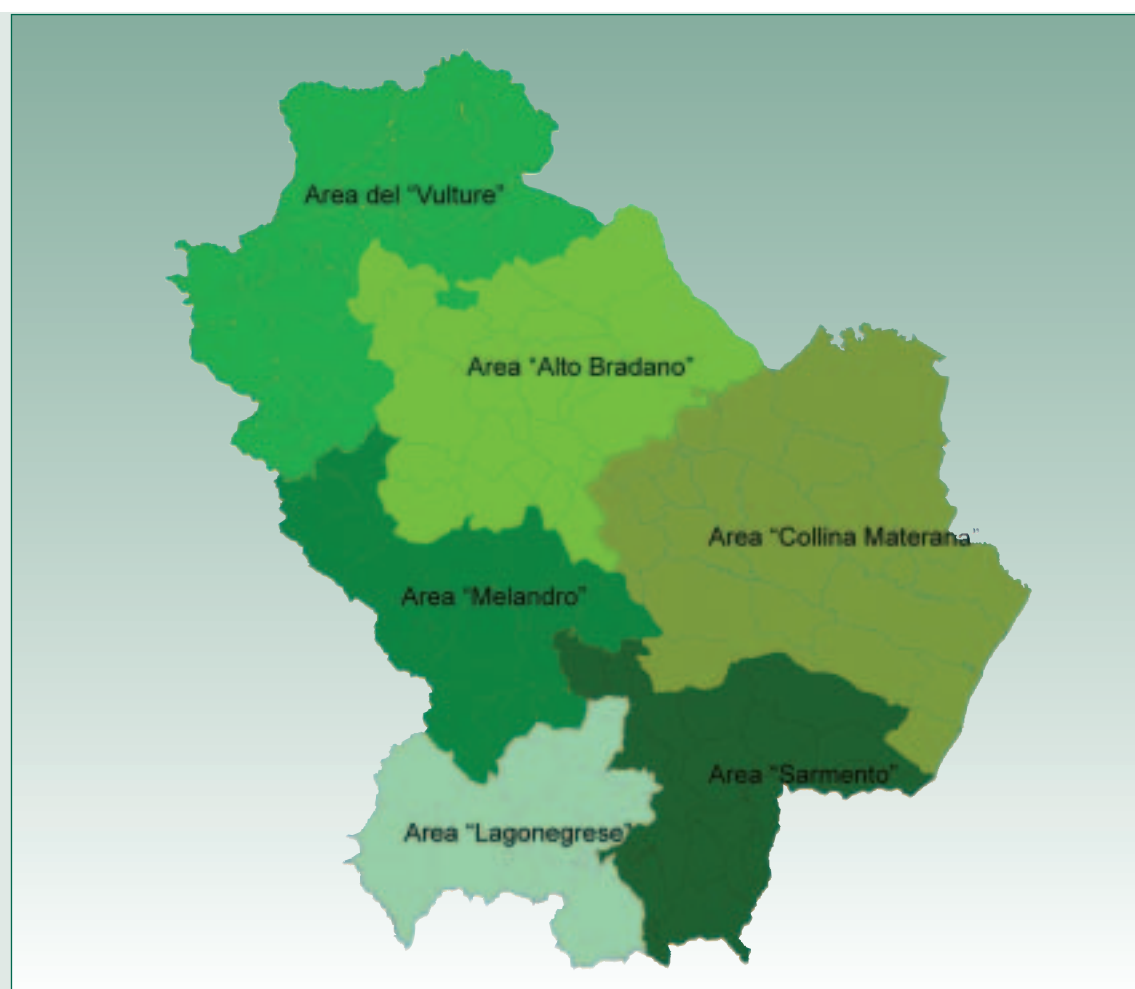 Area del “Vulture”
Area “Alto Bradano”
Area “Collina Materana”
Area “Melandro”
Area “Sarmento”
Area “Lagonegrese”